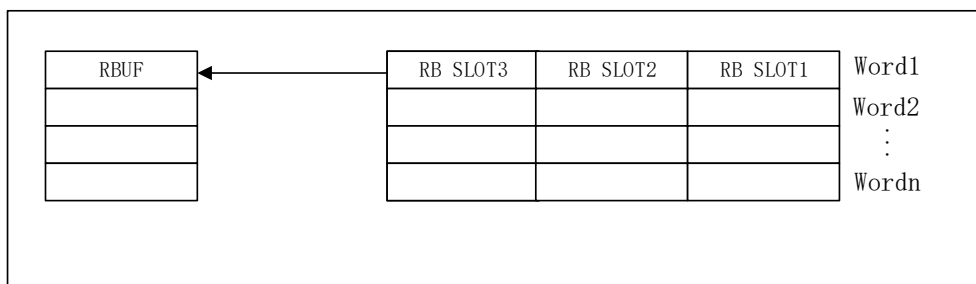 RBUF RB SLOT3 RB SLOT2 RB SLOT1 Word1
Word2
⋮
Wordn